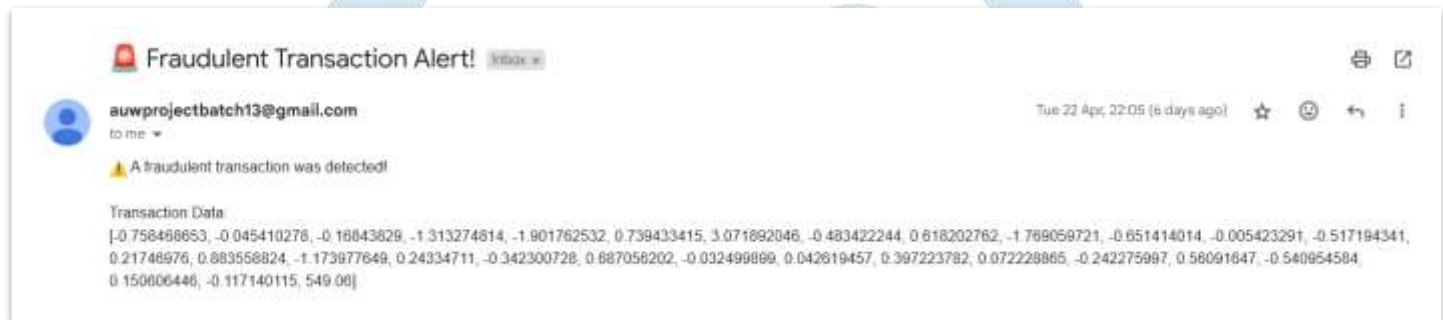 🚨 Fraudulent Transaction Alert! Inbox ×
auwprojectbatch13@gmail.com
Tue 22 Apr, 22:05 (6 days ago)
to me
⚠️ A fraudulent transaction was detected!
Transaction Data:
[-0.758468653, -0.045410278, -0.16843829, -1.313274814, -1.901762532, 0.739433415, 3.071892046, -0.483422244, 0.618202762, -1.769059721, -0.651414014, -0.005423291, -0.517194341,
0.21746976, 0.883558824, -1.173977649, 0.24334711, -0.342300728, 0.687056202, -0.032499899, 0.042619457, 0.397223782, 0.072228865, -0.242275997, 0.56091647, -0.540954584,
0.150606446, -0.117140115, 549.06]